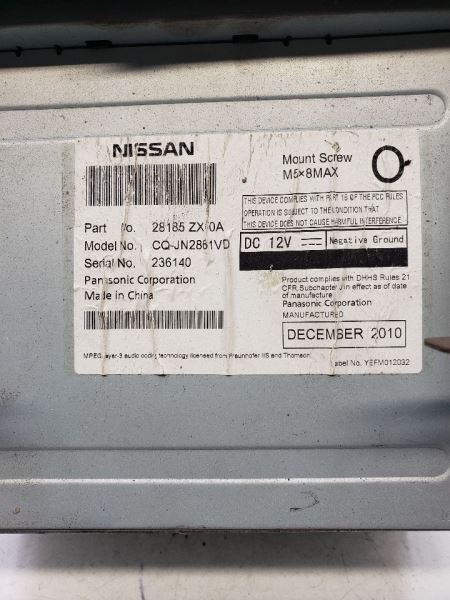 NISSAN
Mount Screw
M5×8MAX
THIS DEVICE COMPLIES WITH PART 15 OF THE FCC RULES
OPERATION IS SUBJECT TO THE CONDITION THAT
THIS DEVICE DOES NOT CAUSE HARMFUL INTERFERENCE.
Part No. 28185
Model No. CQ-JN2861VD
Serial No. 236140
Panasonic Corporation
Made in China
DC 12V
Negative Ground
Product complies with DHHS Rules 21
CFR Subchapter J in effect as of date
of manufacture
Panasonic Corporation
MANUFACTURED
DECEMBER 2010
MPEG Layer-3 audio coding technology licensed from Fraunhofer IIS and Thomson.
Label No. YEFM012092